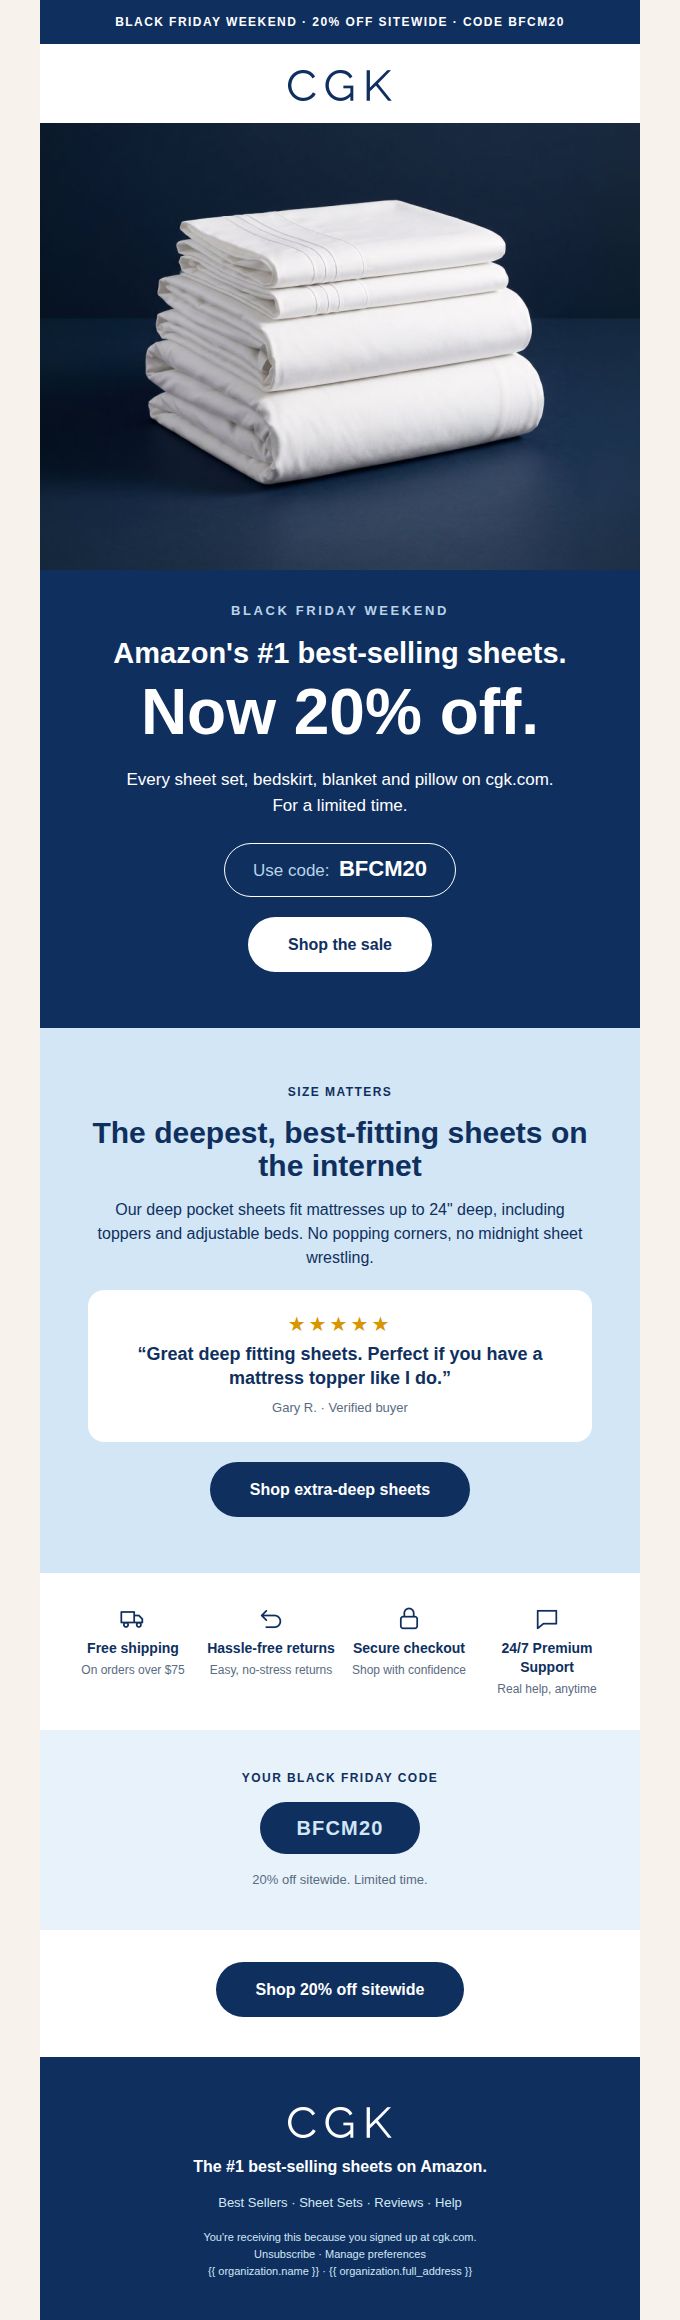 BLACK FRIDAY WEEKEND · 20% OFF SITEWIDE · CODE BFCM20
CGK
BLACK FRIDAY WEEKEND
Amazon's #1 best-selling sheets.
Now 20% off.
Every sheet set, bedskirt, blanket and pillow on cgk.com.
For a limited time.
Use code: BFCM20
Shop the sale
SIZE MATTERS
The deepest, best-fitting sheets on
the internet
Our deep pocket sheets fit mattresses up to 24" deep, including
toppers and adjustable beds. No popping corners, no midnight sheet
wrestling.
★★★★★
“Great deep fitting sheets. Perfect if you have a
mattress topper like I do.”
Gary R. · Verified buyer
Shop extra-deep sheets
Free shipping
On orders over $75
Hassle-free returns
Easy, no-stress returns
Secure checkout
Shop with confidence
24/7 Premium
Support
Real help, anytime
YOUR BLACK FRIDAY CODE
BFCM20
20% off sitewide. Limited time.
Shop 20% off sitewide
CGK
The #1 best-selling sheets on Amazon.
Best Sellers · Sheet Sets · Reviews · Help
You're receiving this because you signed up at cgk.com.
Unsubscribe · Manage preferences
{{ organization.name }} · {{ organization.full_address }}